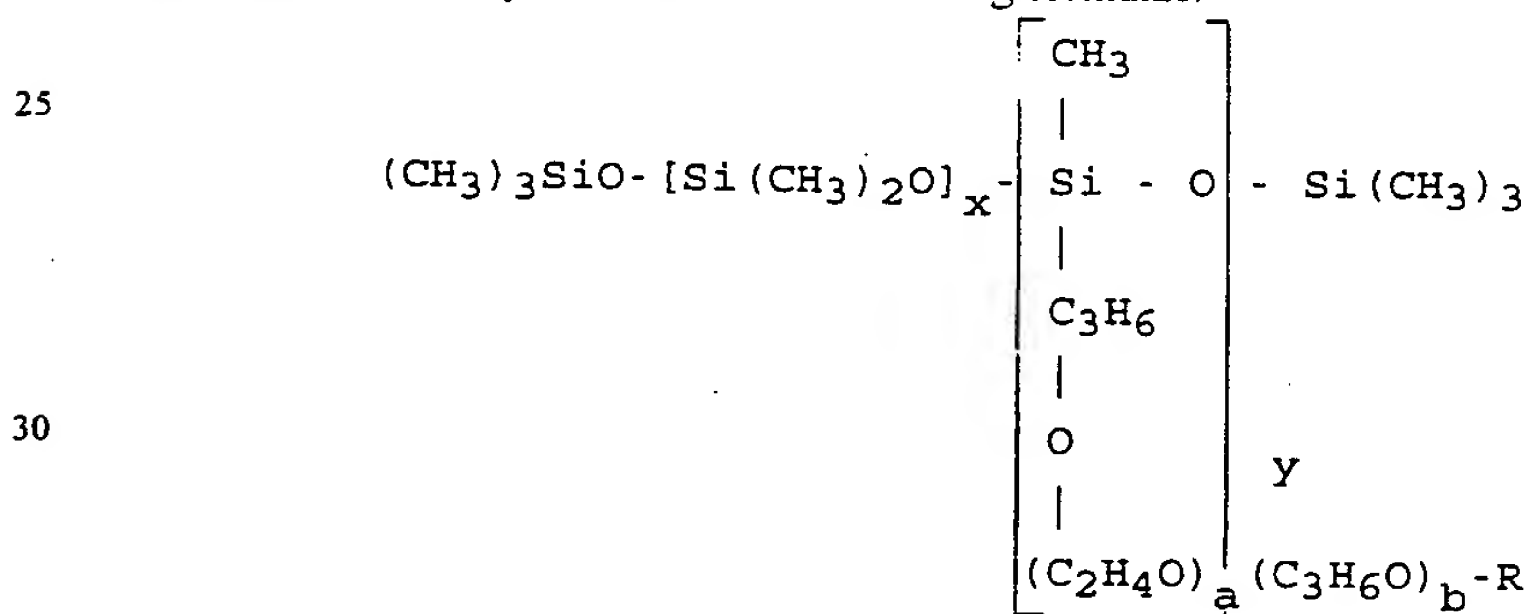 CH3
25
|
(CH3)3SiO-[Si(CH3)2O]x-Si - O - Si(CH3)3
|
C3H6
|
30
O
y
|
(C2H4O)a(C3H6O)b-R